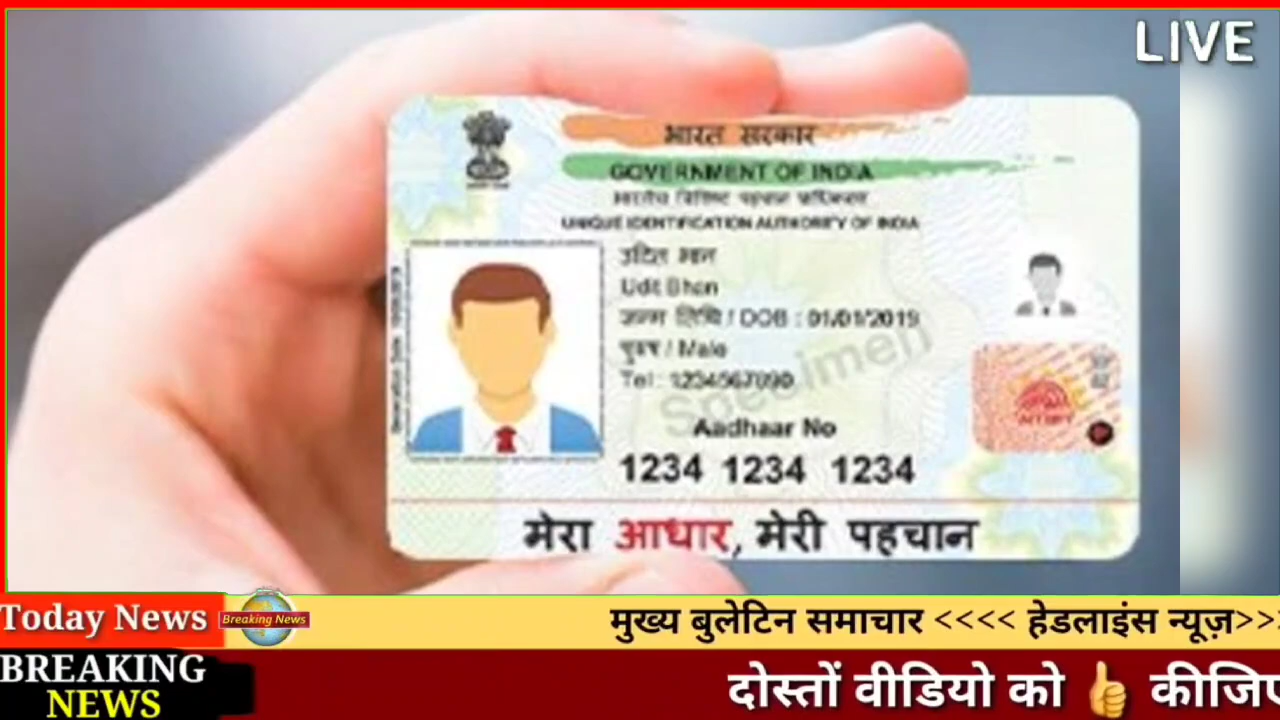 LIVE
भारत सरकार
GOVERNMENT OF INDIA
भारतीय विशिष्ट पहचान प्राधिकरण
UNIQUE IDENTIFICATION AUTHORITY OF INDIA
उदित भान
Udit Bhan
जन्म तिथि / DOB : 01/01/2019
पुरुष / Male
Tel: 1234567890
Specimen
Aadhaar No
1234 1234 1234
मेरा आधार, मेरी पहचान
Today News
Breaking News
मुख्य बुलेटिन समाचार <<<< हेडलाइंस न्यूज़>>
BREAKING
NEWS
दोस्तों वीडियो को 👍 कीजिए